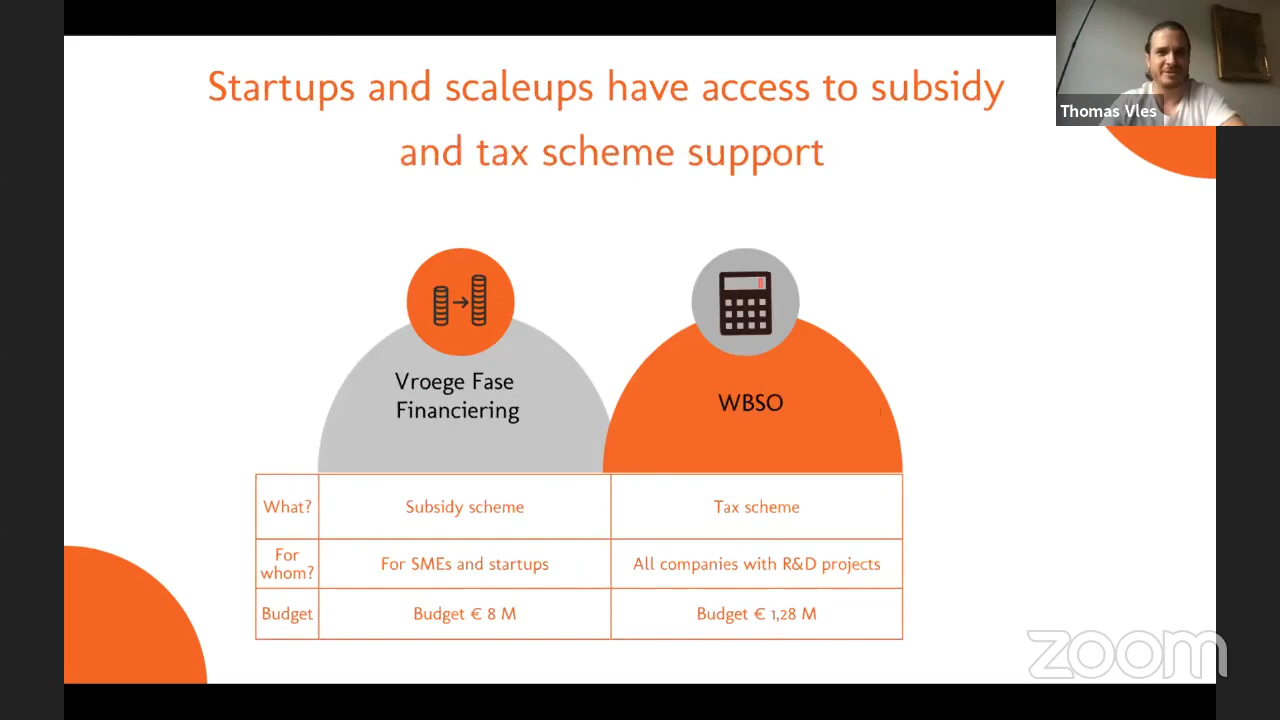 Startups and scaleups have access to subsidy
and tax scheme support
Thomas Vles
Vroege Fase
Financiering
WBSO
What?
Subsidy scheme
Tax scheme
For
whom?
For SMEs and startups
All companies with R&D projects
Budget
Budget € 8 M
Budget € 1,28 M
zoom